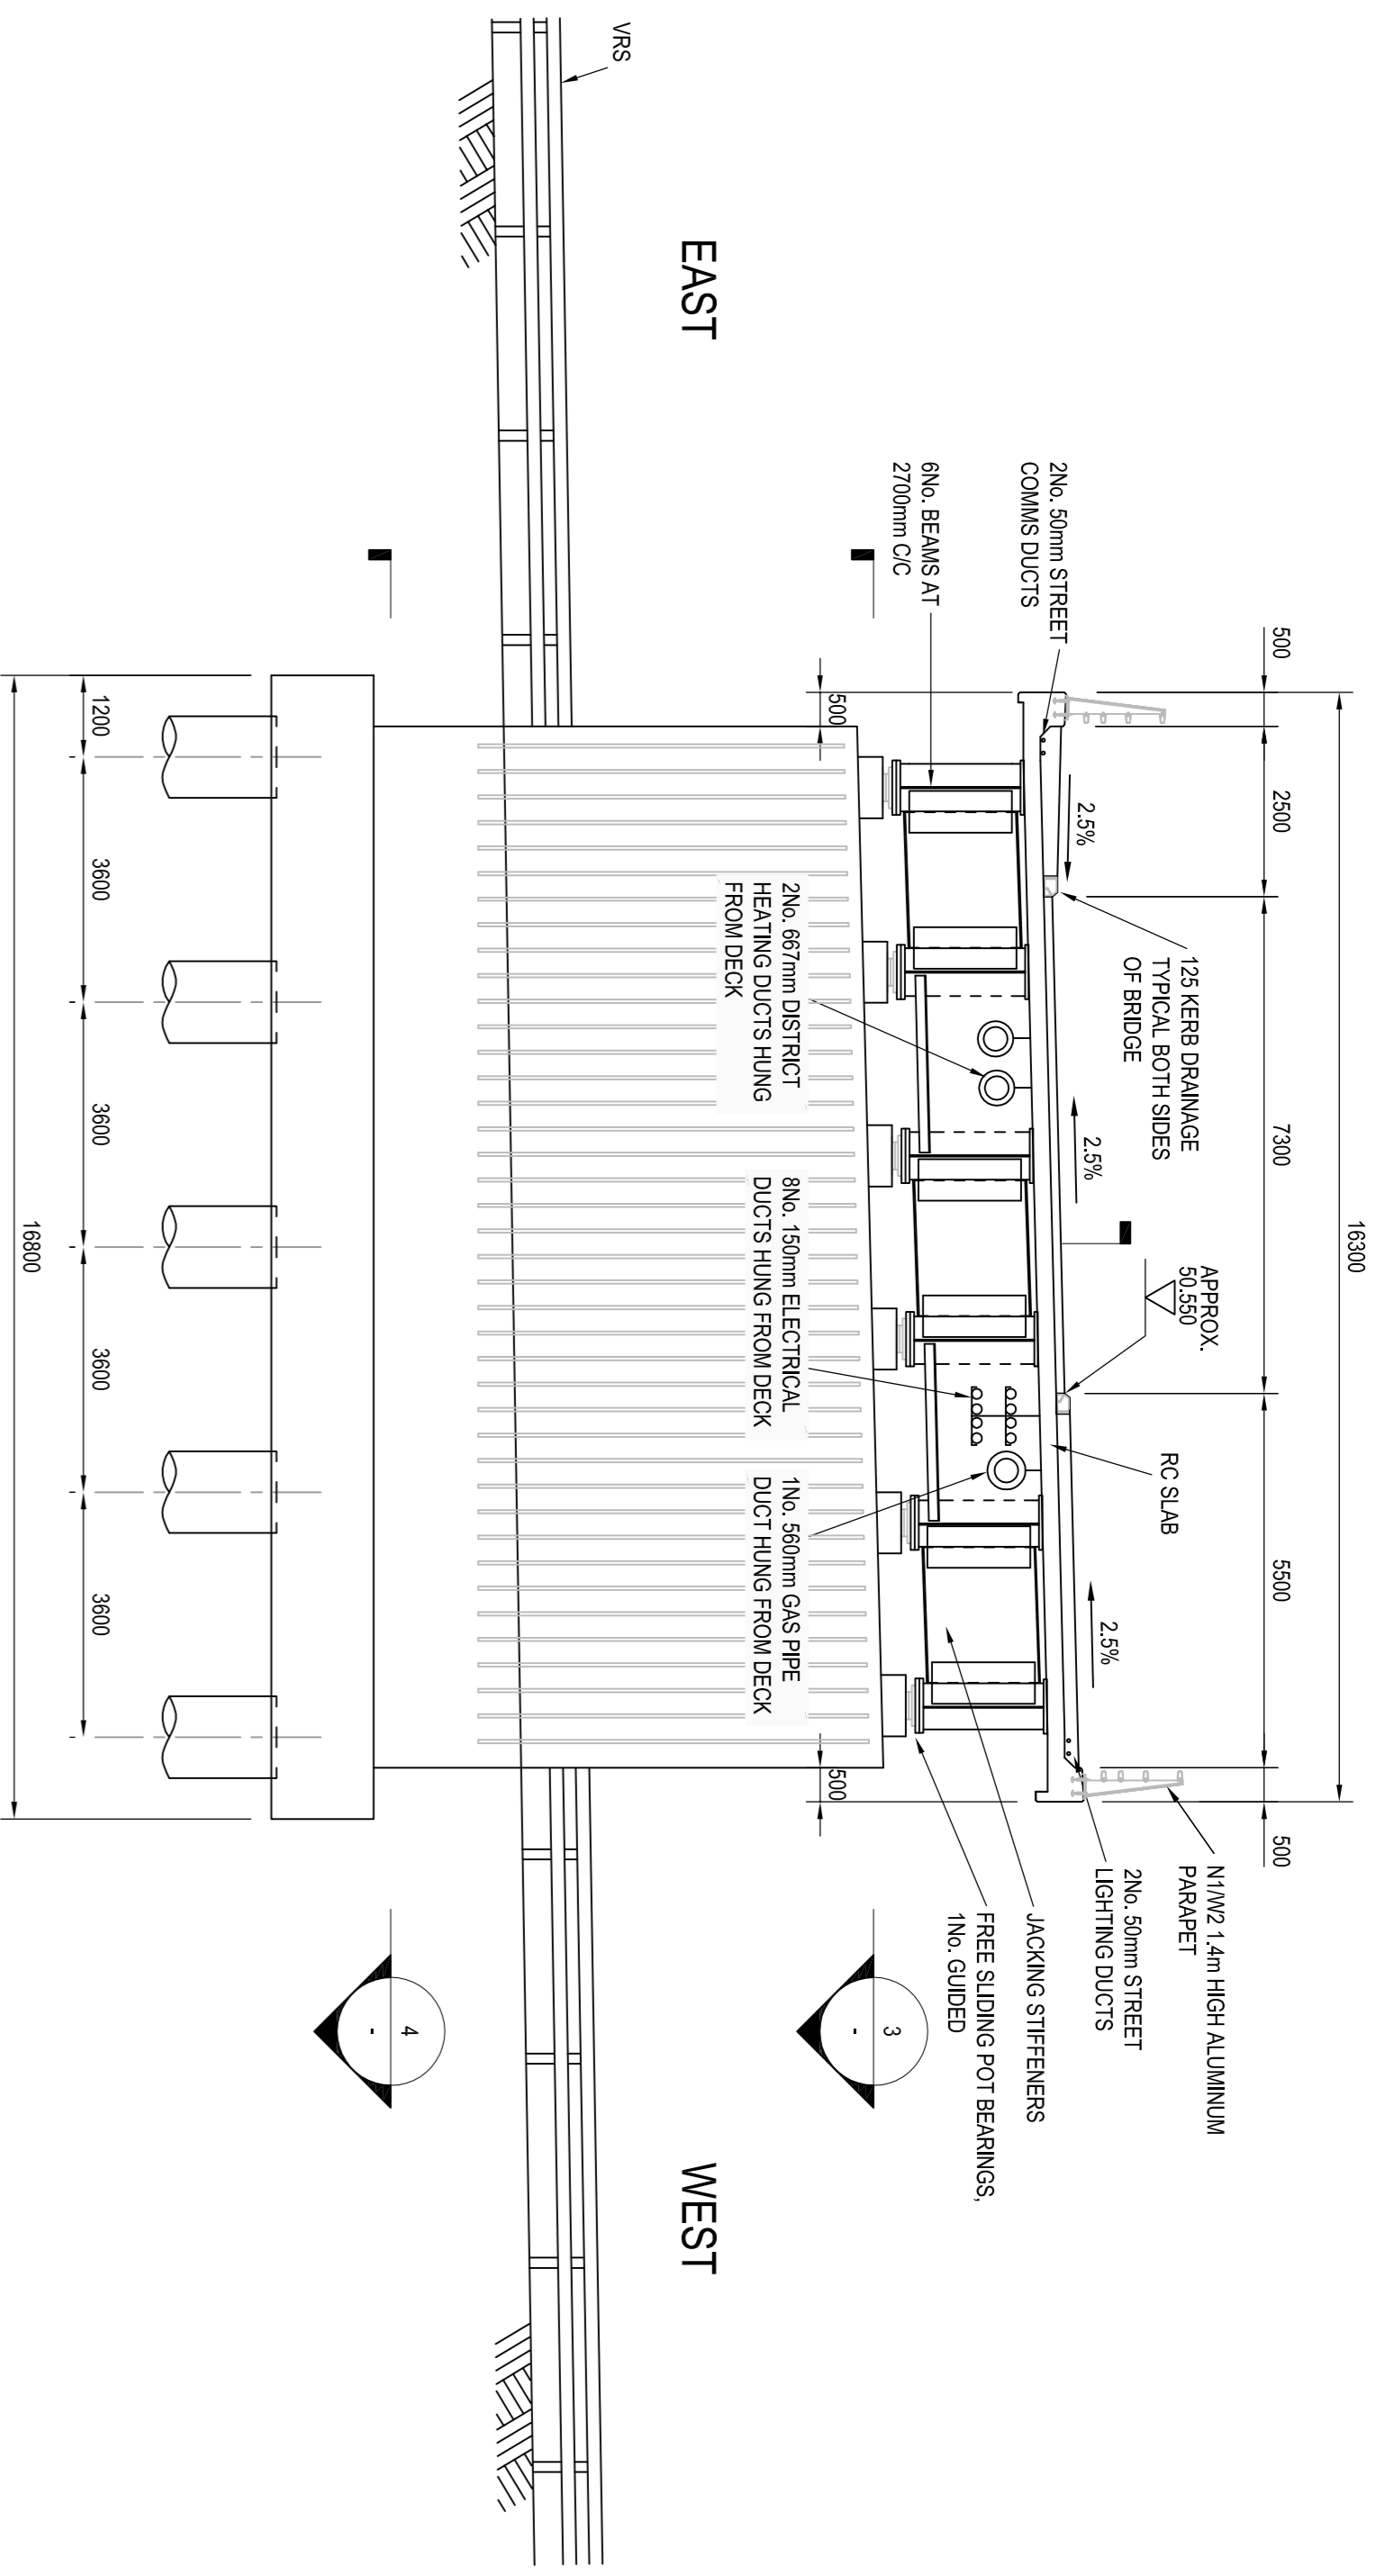 16300
500
2500
7300
5500
500
APPROX.
50.550
125 KERB DRAINAGE
TYPICAL BOTH SIDES
OF BRIDGE
RC SLAB
N1/W2 1.4m HIGH ALUMINUM
PARAPET
2No. 50mm STREET
LIGHTING DUCTS
2No. 50mm STREET
COMMS DUCTS
2.5%
2.5%
2.5%
JACKING STIFFENERS
FREE SLIDING POT BEARINGS,
1No. GUIDED
6No. BEAMS AT
2700mm C/C
500
500
3
-
2No. 667mm DISTRICT
HEATING DUCTS HUNG
FROM DECK
8No. 150mm ELECTRICAL
DUCTS HUNG FROM DECK
1No. 560mm GAS PIPE
DUCT HUNG FROM DECK
EAST
WEST
VRS
4
-
1200
3600
3600
3600
3600
16800